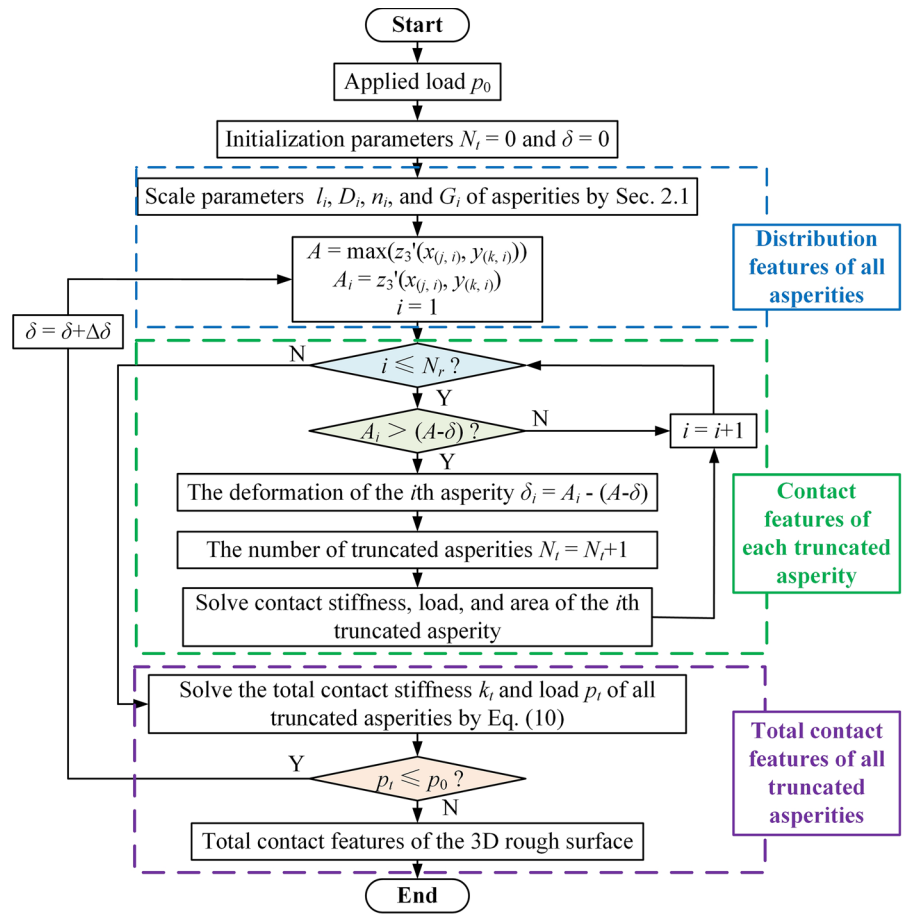 Start
Applied load p₀
Initialization parameters Nₜ = 0 and δ = 0
Scale parameters lᵢ, Dᵢ, nᵢ, and Gᵢ of asperities by Sec. 2.1
A = max(z₃'(x₍ⱼ, ᵢ₎, y₍ₖ, ᵢ₎))
Aᵢ = z₃'(x₍ⱼ, ᵢ₎, y₍ₖ, ᵢ₎)
i = 1
Distribution
features of all
asperities
δ = δ+Δδ
N
i ⩽ Nᵣ ?
Y
Aᵢ > (A-δ) ?
N
i = i+1
Y
The deformation of the ith asperity δᵢ = Aᵢ - (A-δ)
The number of truncated asperities Nₜ = Nₜ+1
Solve contact stiffness, load, and area of the ith
truncated asperity
Contact
features of
each truncated
asperity
Solve the total contact stiffness kₜ and load pₜ of all
truncated asperities by Eq. (10)
Y
pₜ ⩽ p₀ ?
N
Total contact features of the 3D rough surface
Total contact
features of all
truncated
asperities
End